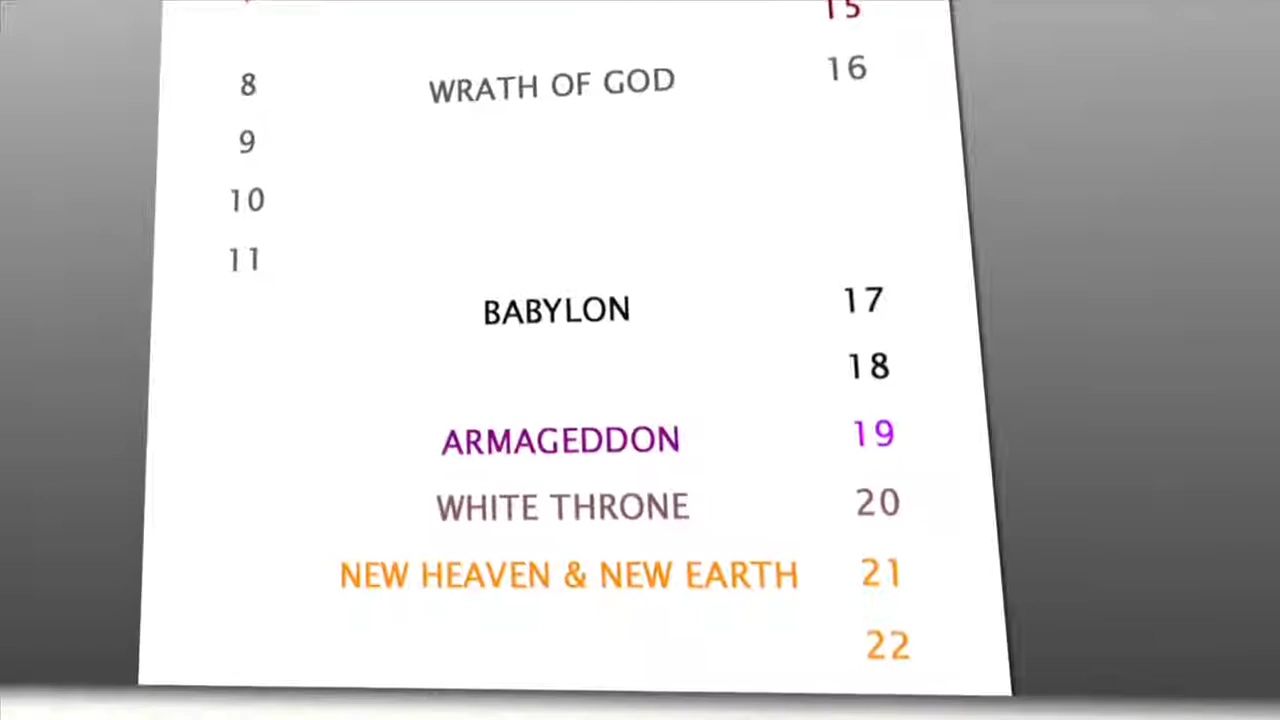 15
8 WRATH OF GOD 16
9
10
11
BABYLON 17
18
ARMAGEDDON 19
WHITE THRONE 20
NEW HEAVEN & NEW EARTH 21
22